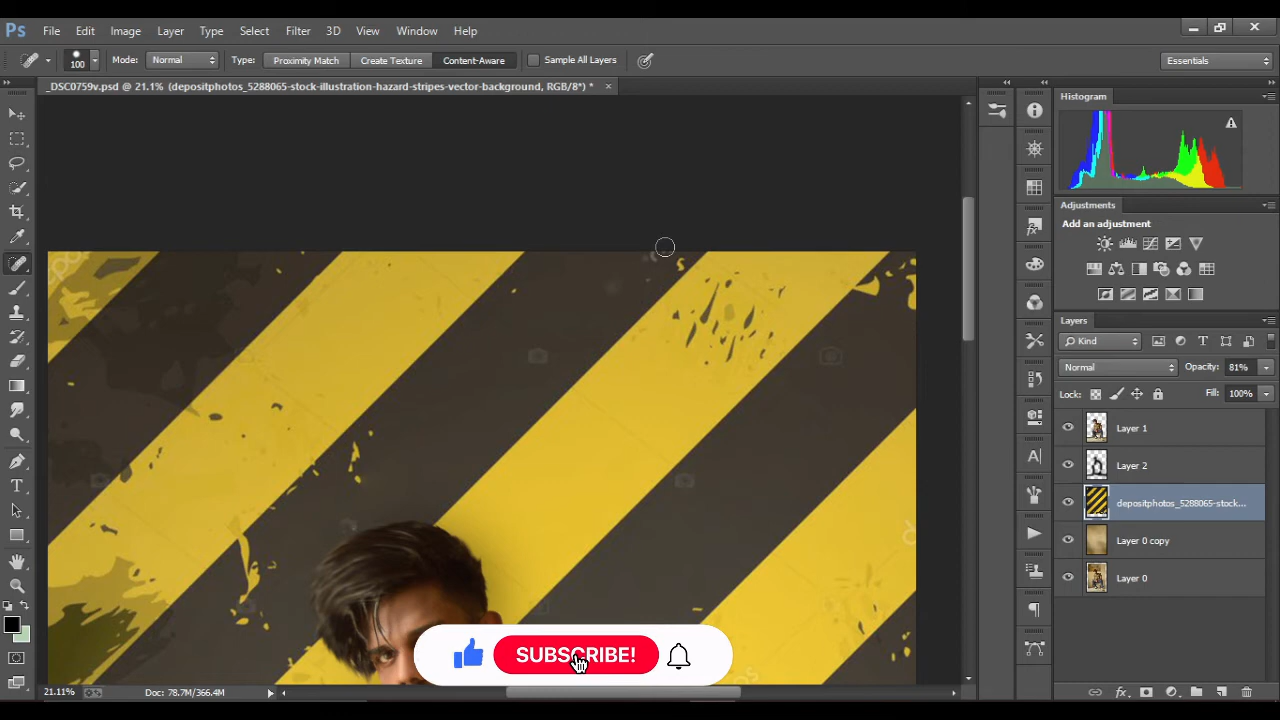 Ps File Edit Image Layer Type Select Filter 3D View Window Help
100 Mode: Normal Type: Proximity Match Create Texture Content-Aware Sample All Layers Essentials
_DSC0759v.psd @ 21.1% (depositphotos_5288065-stock-illustration-hazard-stripes-vector-background, RGB/8*) *
Histogram
Adjustments
Add an adjustment
Layers
Kind
Normal Opacity: 81%
Lock: Fill: 100%
Layer 1
Layer 2
depositphotos_5288065-stock...
Layer 0 copy
Layer 0
SUBSCRIBE!
21.11% Doc: 78.7M/366.4M